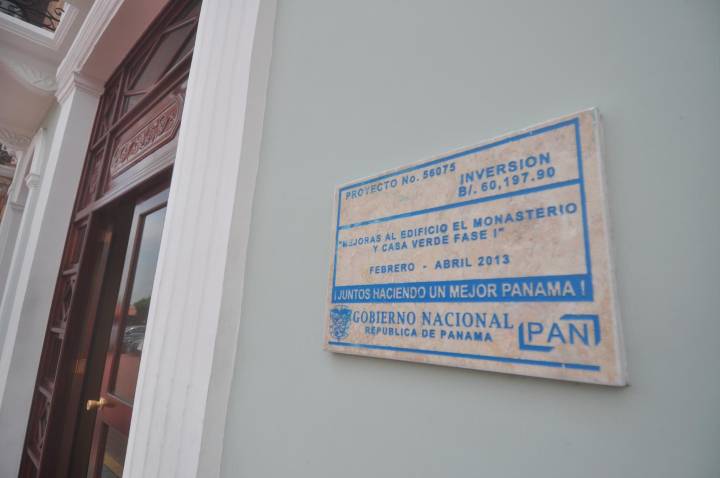 PROYECTO No. 56075
INVERSION
B/. 60,197.90
"MEJORAS AL EDIFICIO EL MONASTERIO
Y CASA VERDE FASE I"
FEBRERO - ABRIL 2013
¡ JUNTOS HACIENDO UN MEJOR PANAMA !
GOBIERNO NACIONAL
REPUBLICA DE PANAMA
PAN